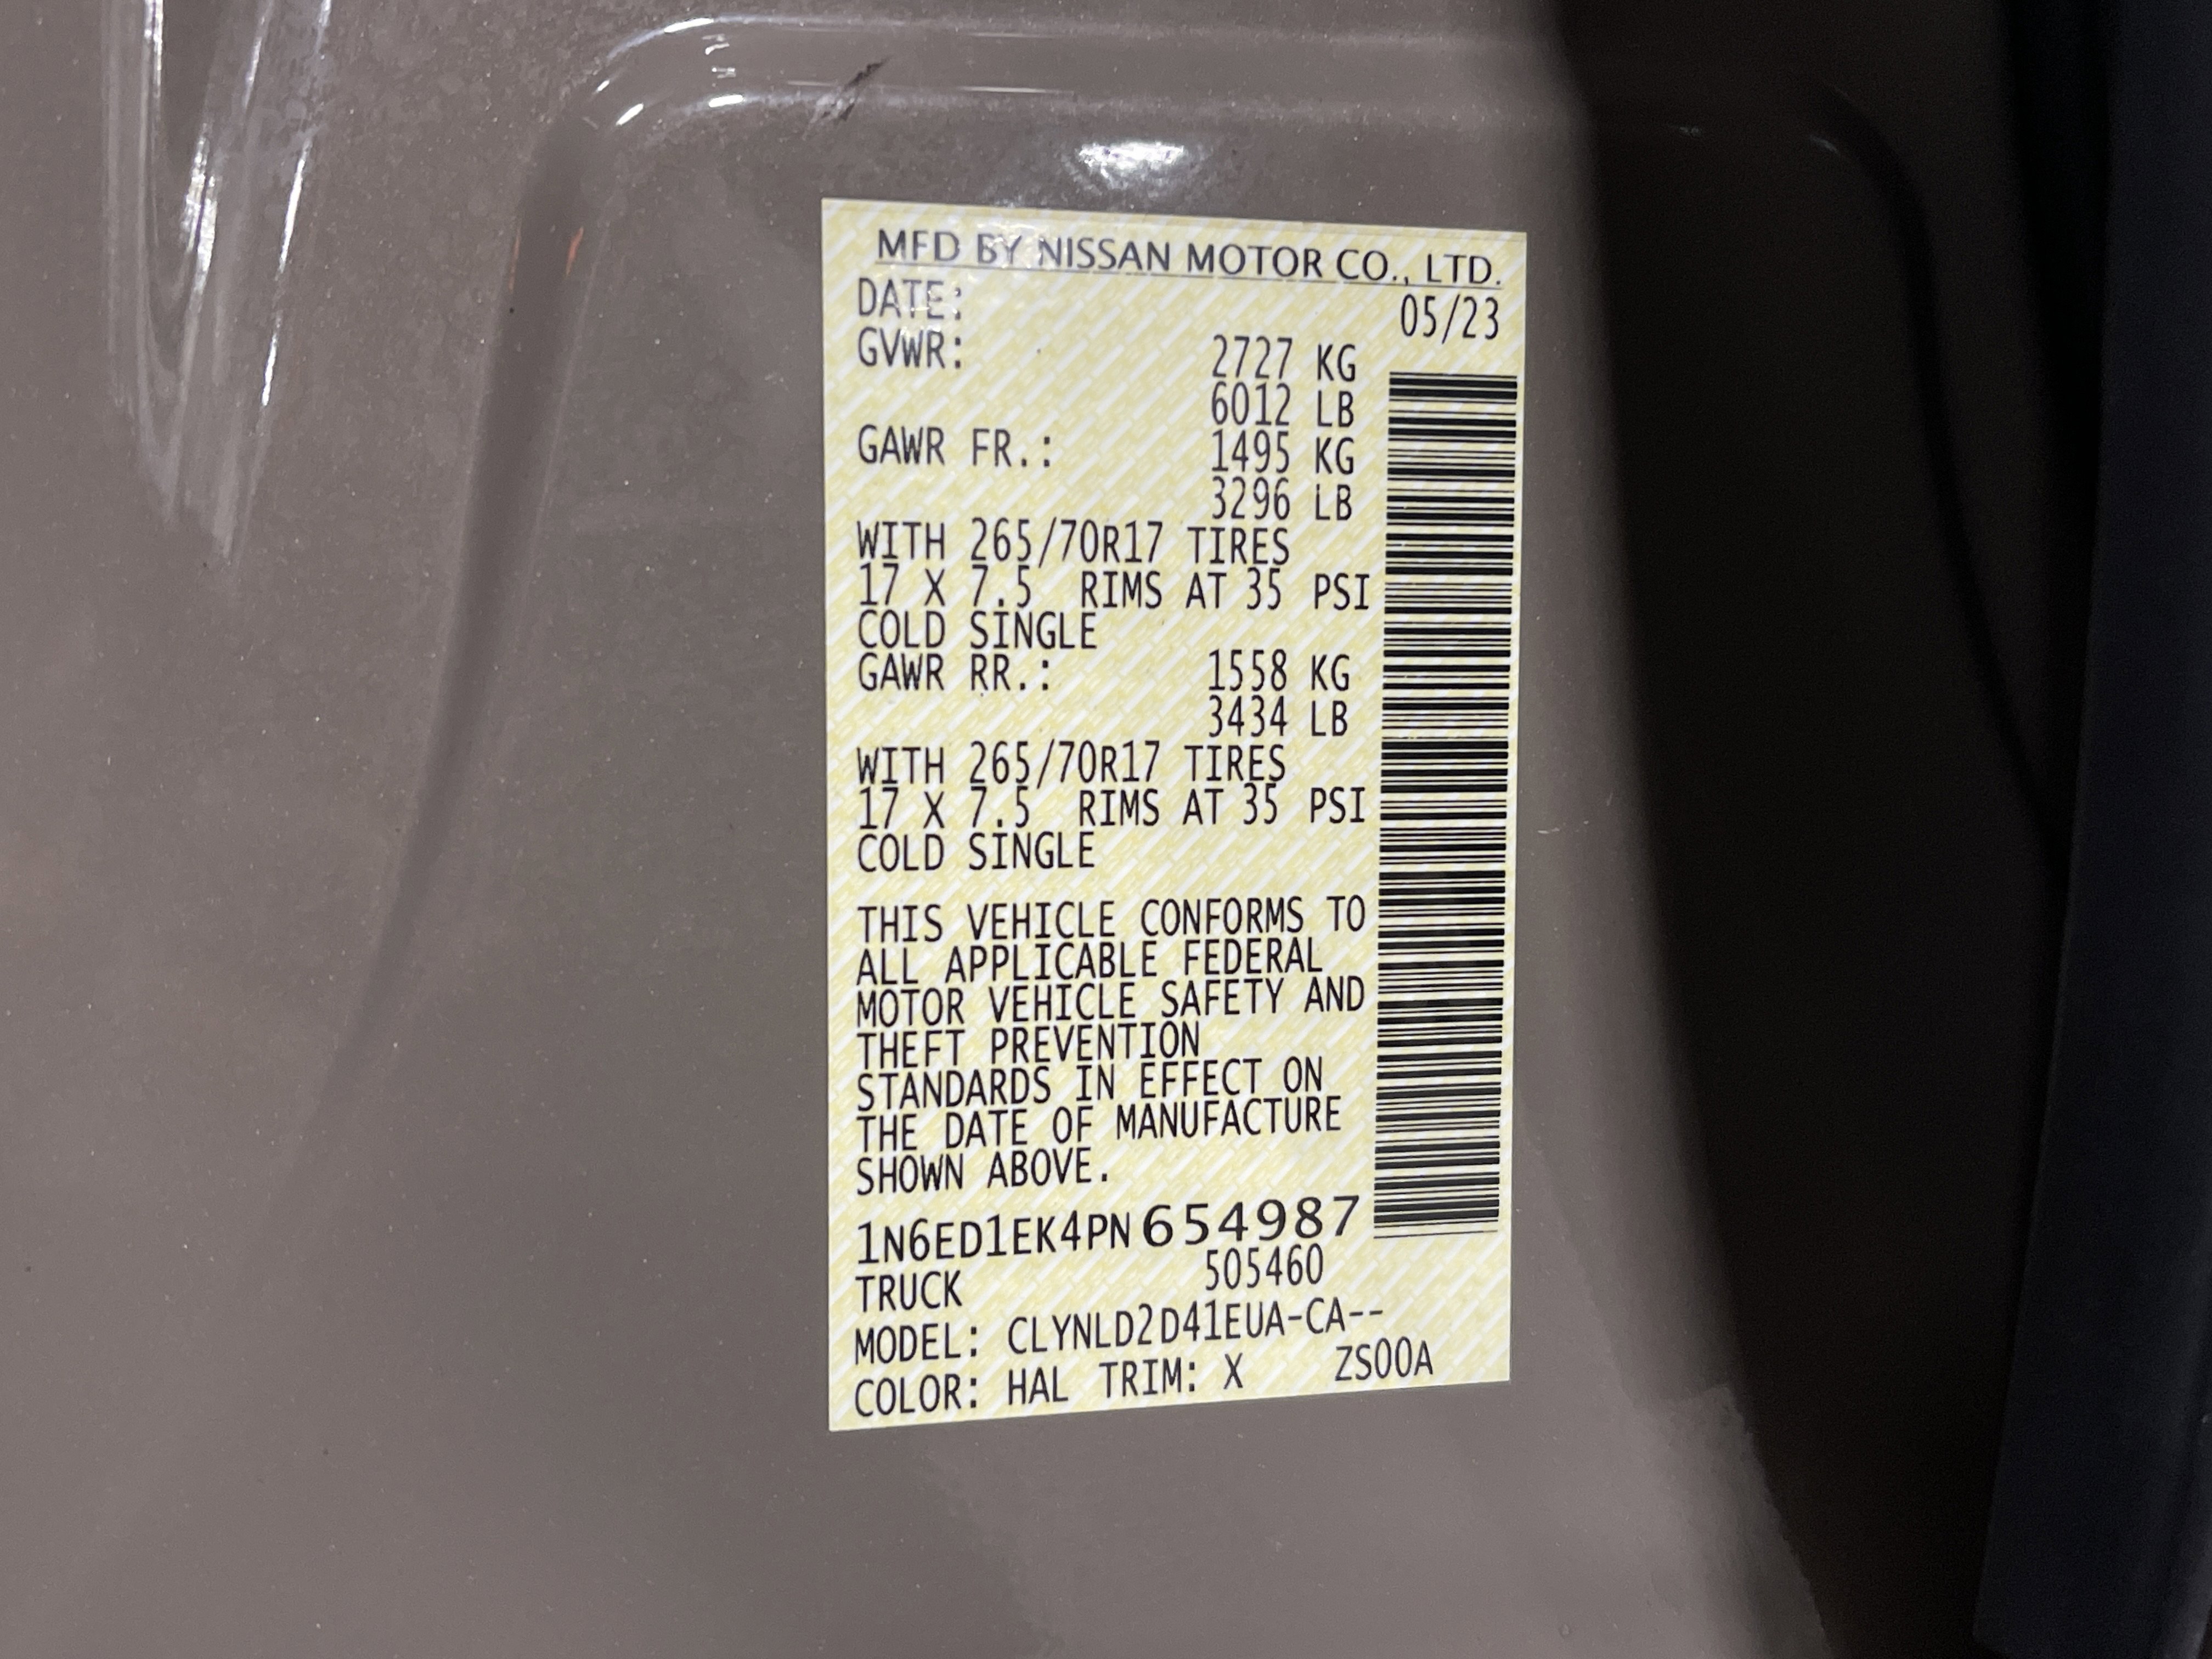 MFD BY NISSAN MOTOR CO., LTD.
DATE: 05/23
GVWR: 2727 KG
6012 LB
GAWR FR.: 1495 KG
3296 LB
WITH 265/70R17 TIRES
17 X 7.5 RIMS AT 35 PSI
COLD SINGLE
GAWR RR.: 1558 KG
3434 LB
WITH 265/70R17 TIRES
17 X 7.5 RIMS AT 35 PSI
COLD SINGLE
THIS VEHICLE CONFORMS TO
ALL APPLICABLE FEDERAL
MOTOR VEHICLE SAFETY AND
THEFT PREVENTION
STANDARDS IN EFFECT ON
THE DATE OF MANUFACTURE
SHOWN ABOVE.
1N6ED1EK4PN654987
TRUCK 505460
MODEL: CLYNLD2D41EUA-CA--
COLOR: HAL TRIM: X ZS00A